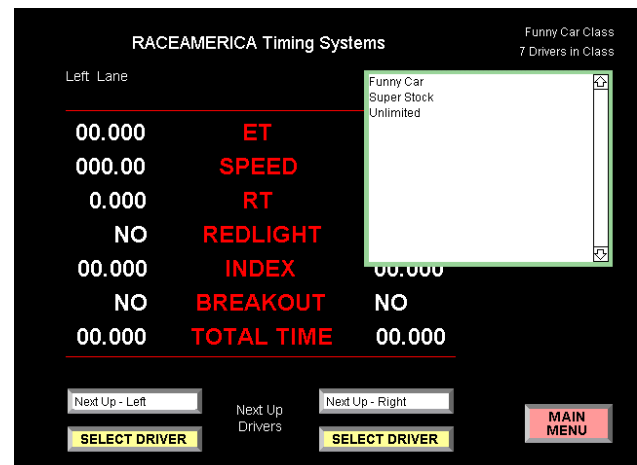 RACEAMERICA Timing Systems
Funny Car Class
7 Drivers in Class
Left Lane
Funny Car
Super Stock
Unlimited
00.000 ET
000.00 SPEED
0.000 RT
NO REDLIGHT
00.000 INDEX 00.000
NO BREAKOUT NO
00.000 TOTAL TIME 00.000
Next Up - Left
Next Up - Right
Next Up
Drivers
SELECT DRIVER
SELECT DRIVER
MAIN
MENU